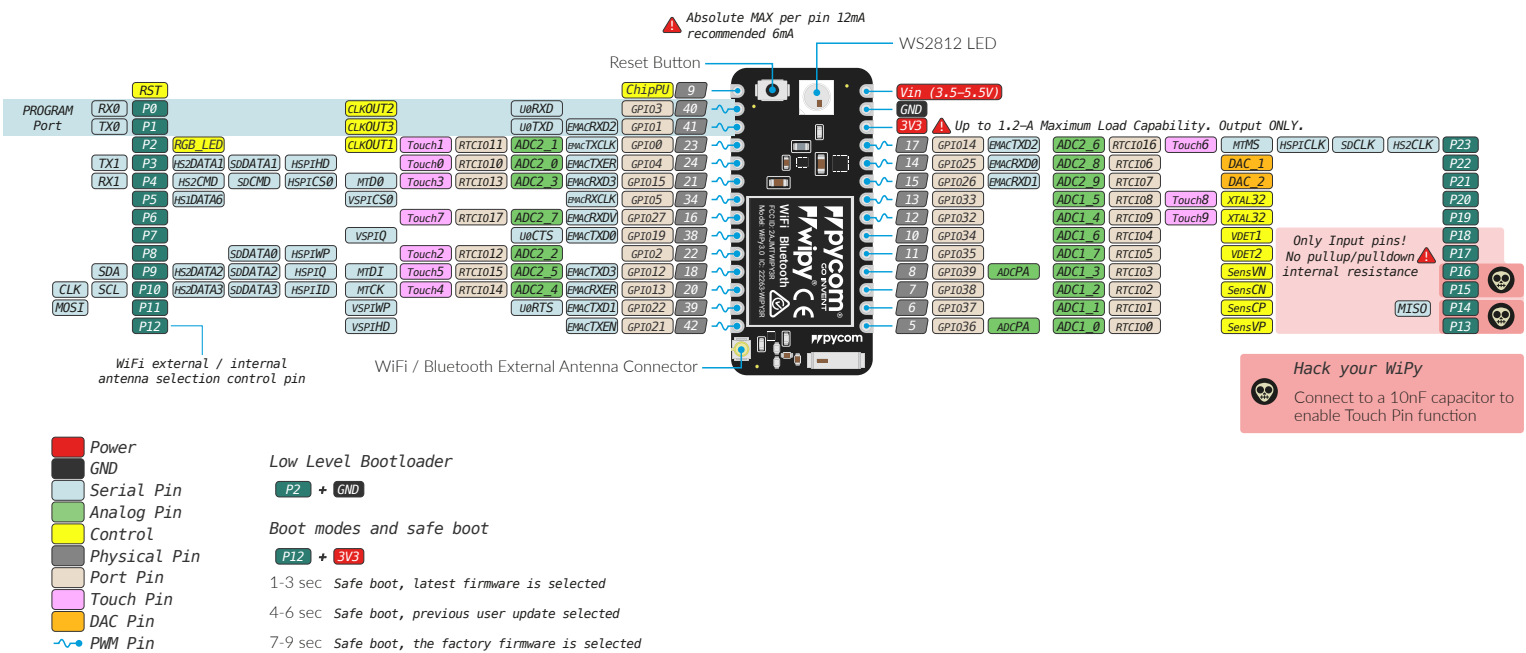 Absolute MAX per pin 12mA
recommended 6mA
WS2812 LED
Reset Button
RST ChipPU 9 Vin (3.5–5.5V)
PROGRAM
Port
RX0 P0 CLKOUT2 U0RXD GPIO3 40 GND
TX0 P1 CLKOUT3 U0TXD EMACRXD2 GPIO1 41 3V3 Up to 1.2–A Maximum Load Capability. Output ONLY.
P2 RGB_LED CLKOUT1 Touch1 RTCIO11 ADC2_1 EMACTXCLK GPIO0 23 17 GPIO14 EMACTXD2 ADC2_6 RTCIO16 Touch6 MTMS HSPICLK SDCLK HS2CLK P23
TX1 P3 HS2DATA1 SDDATA1 HSPIHD Touch0 RTCIO10 ADC2_0 EMACTXER GPIO4 24 14 GPIO25 EMACRXD0 ADC2_8 RTCIO6 DAC_1 P22
RX1 P4 HS2CMD SDCMD HSPICS0 MTDO Touch3 RTCIO13 ADC2_3 EMACRXD3 GPIO15 21 15 GPIO26 EMACRXD1 ADC2_9 RTCIO7 DAC_2 P21
P5 HS1DATA6 VSPICS0 EMACRXCLK GPIO5 34 13 GPIO33 ADC1_5 RTCIO8 Touch8 XTAL32 P20
P6 Touch7 RTCIO17 ADC2_7 EMACRXDV GPIO27 16 12 GPIO32 ADC1_4 RTCIO9 Touch9 XTAL32 P19
P7 VSPIQ U0CTS EMACTXD0 GPIO19 38 10 GPIO34 ADC1_6 RTCIO4 VDET1 P18
P8 SDDATA0 HSPIWP Touch2 RTCIO12 ADC2_2 GPIO2 22 11 GPIO35 ADC1_7 RTCIO5 VDET2 P17
SDA P9 HS2DATA2 SDDATA2 HSPIQ MTDI Touch5 RTCIO15 ADC2_5 EMACTXD3 GPIO12 18 8 GPIO39 ADCPA ADC1_3 RTCIO3 SensVN P16
CLK SCL P10 HS2DATA3 SDDATA3 HSPIID MTCK Touch4 RTCIO14 ADC2_4 EMACRXER GPIO13 20 7 GPIO38 ADC1_2 RTCIO2 SensCN P15
MOSI P11 VSPIWP U0RTS EMACTXD1 GPIO22 39 6 GPIO37 ADC1_1 RTCIO1 SensCP MISO P14
P12 VSPIHD EMACTXEN GPIO21 42 5 GPIO36 ADCPA ADC1_0 RTCIO0 SensVP P13
Only Input pins!
No pullup/pulldown
internal resistance
pycom
GO INVENT
wipy CE
WiFi Bluetooth
FCC ID: 2AJMTWIPY3R
Model: WiPy3.0 IC: 22263-WIPY3R
pycom
WiFi external / internal
antenna selection control pin
WiFi / Bluetooth External Antenna Connector
Hack your WiPy
Connect to a 10nF capacitor to
enable Touch Pin function
Power
GND
Serial Pin
Analog Pin
Control
Physical Pin
Port Pin
Touch Pin
DAC Pin
PWM Pin
Low Level Bootloader
P2 + GND
Boot modes and safe boot
P12 + 3V3
1-3 sec Safe boot, latest firmware is selected
4-6 sec Safe boot, previous user update selected
7-9 sec Safe boot, the factory firmware is selected